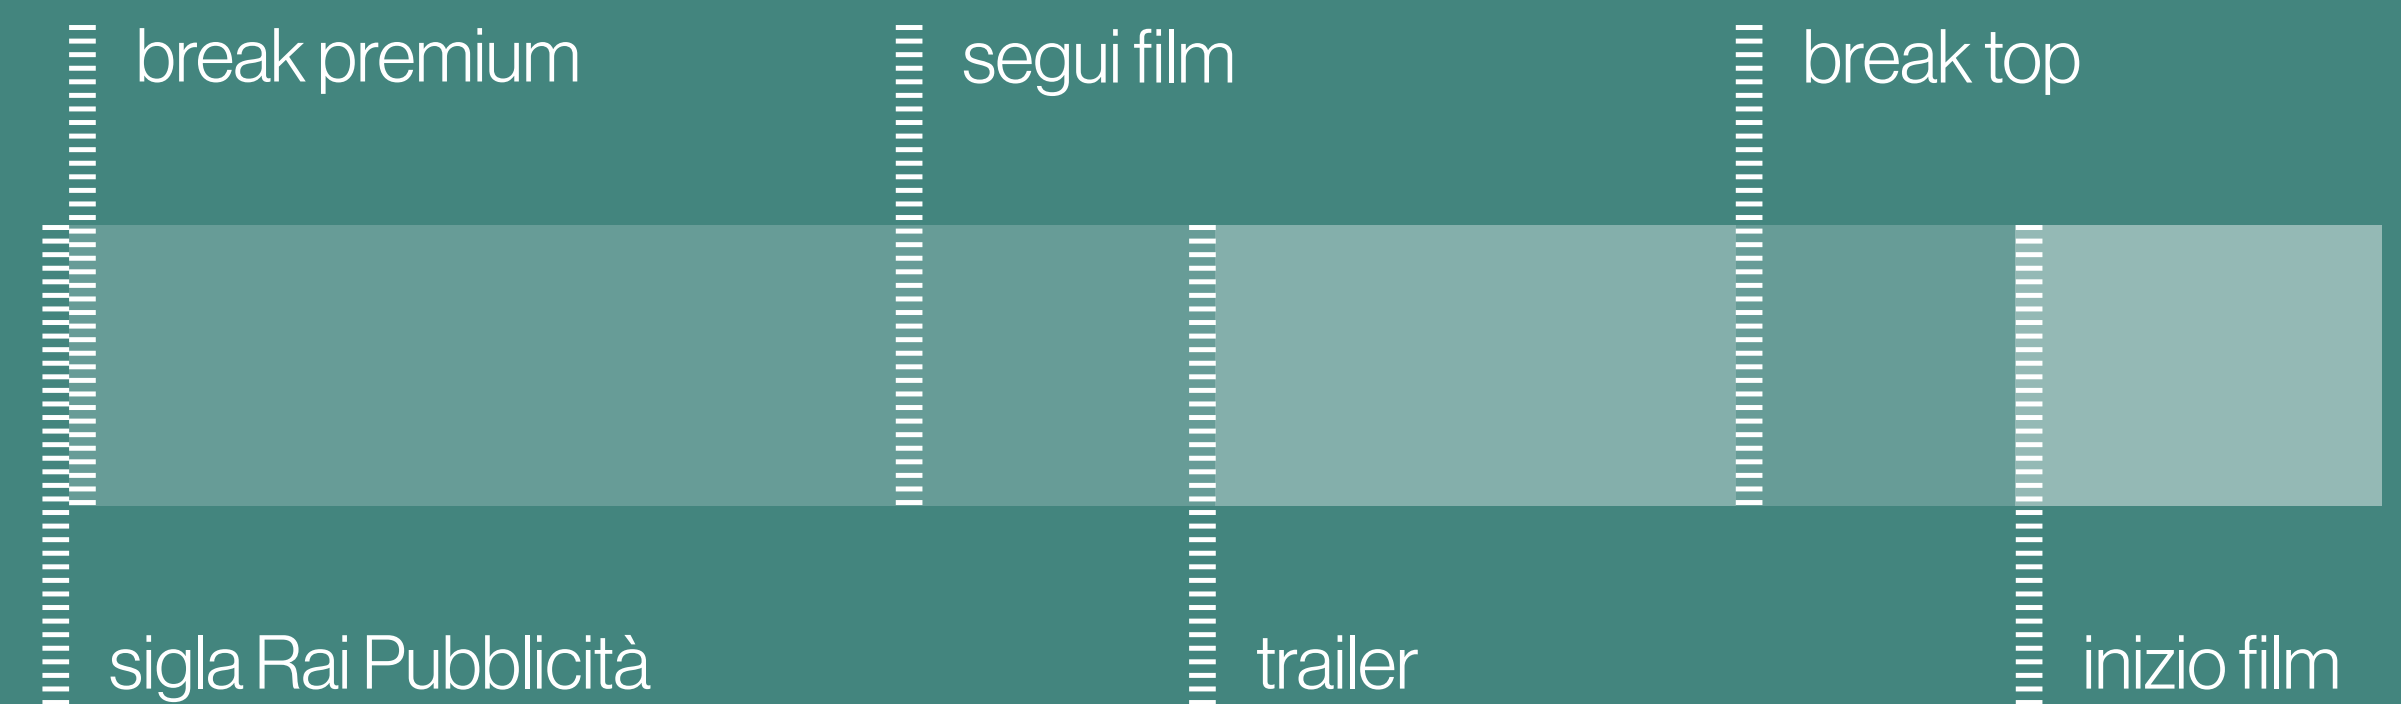 break premium
segui film
break top
sigla Rai Pubblicità
trailer
inizio film